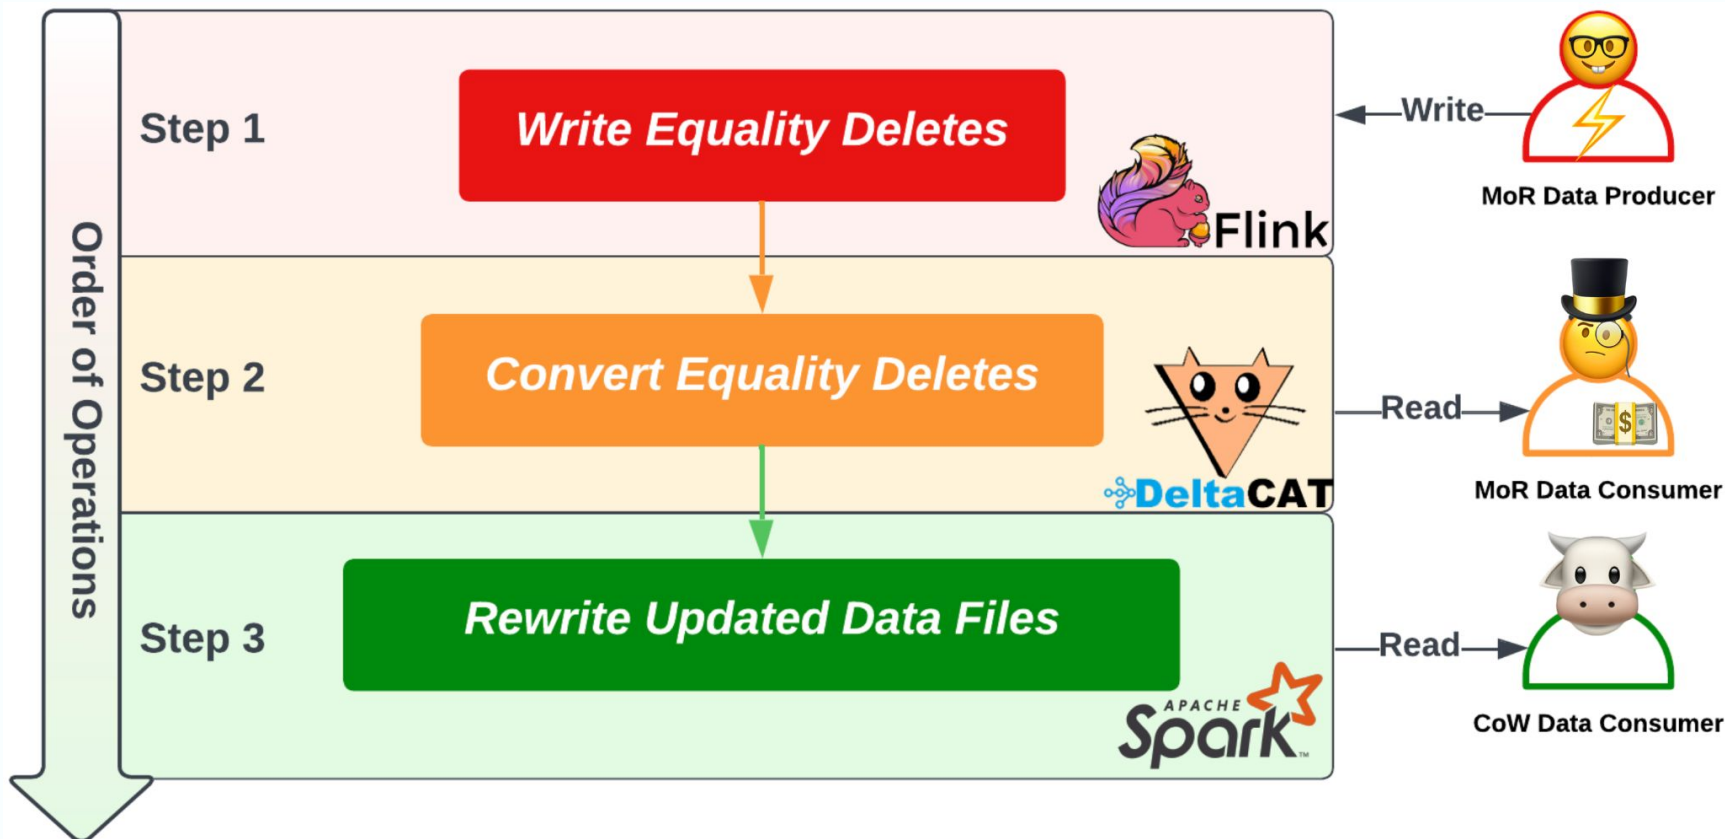 Order of Operations
Step 1
Write Equality Deletes
Flink
Write
MoR Data Producer
Step 2
Convert Equality Deletes
DeltaCAT
Read
$
MoR Data Consumer
Step 3
Rewrite Updated Data Files
APACHE
Spark™
Read
CoW Data Consumer